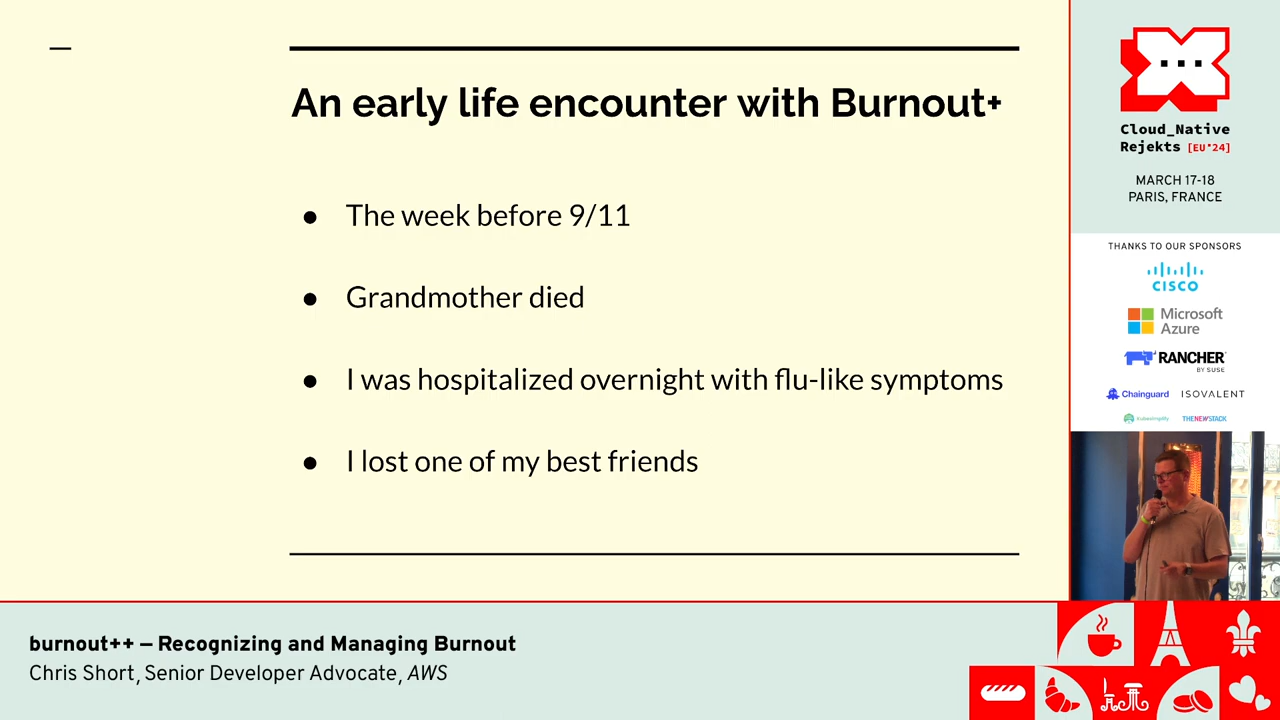 An early life encounter with Burnout+
● The week before 9/11
● Grandmother died
● I was hospitalized overnight with flu-like symptoms
● I lost one of my best friends
Cloud_Native
Rejekts [EU'24]
MARCH 17-18
PARIS, FRANCE
THANKS TO OUR SPONSORS
CISCO
Microsoft
Azure
RANCHER
BY SUSE
Chainguard ISOVALENT
kubesimplify THENEWSTACK
burnout++ — Recognizing and Managing Burnout
Chris Short, Senior Developer Advocate, AWS